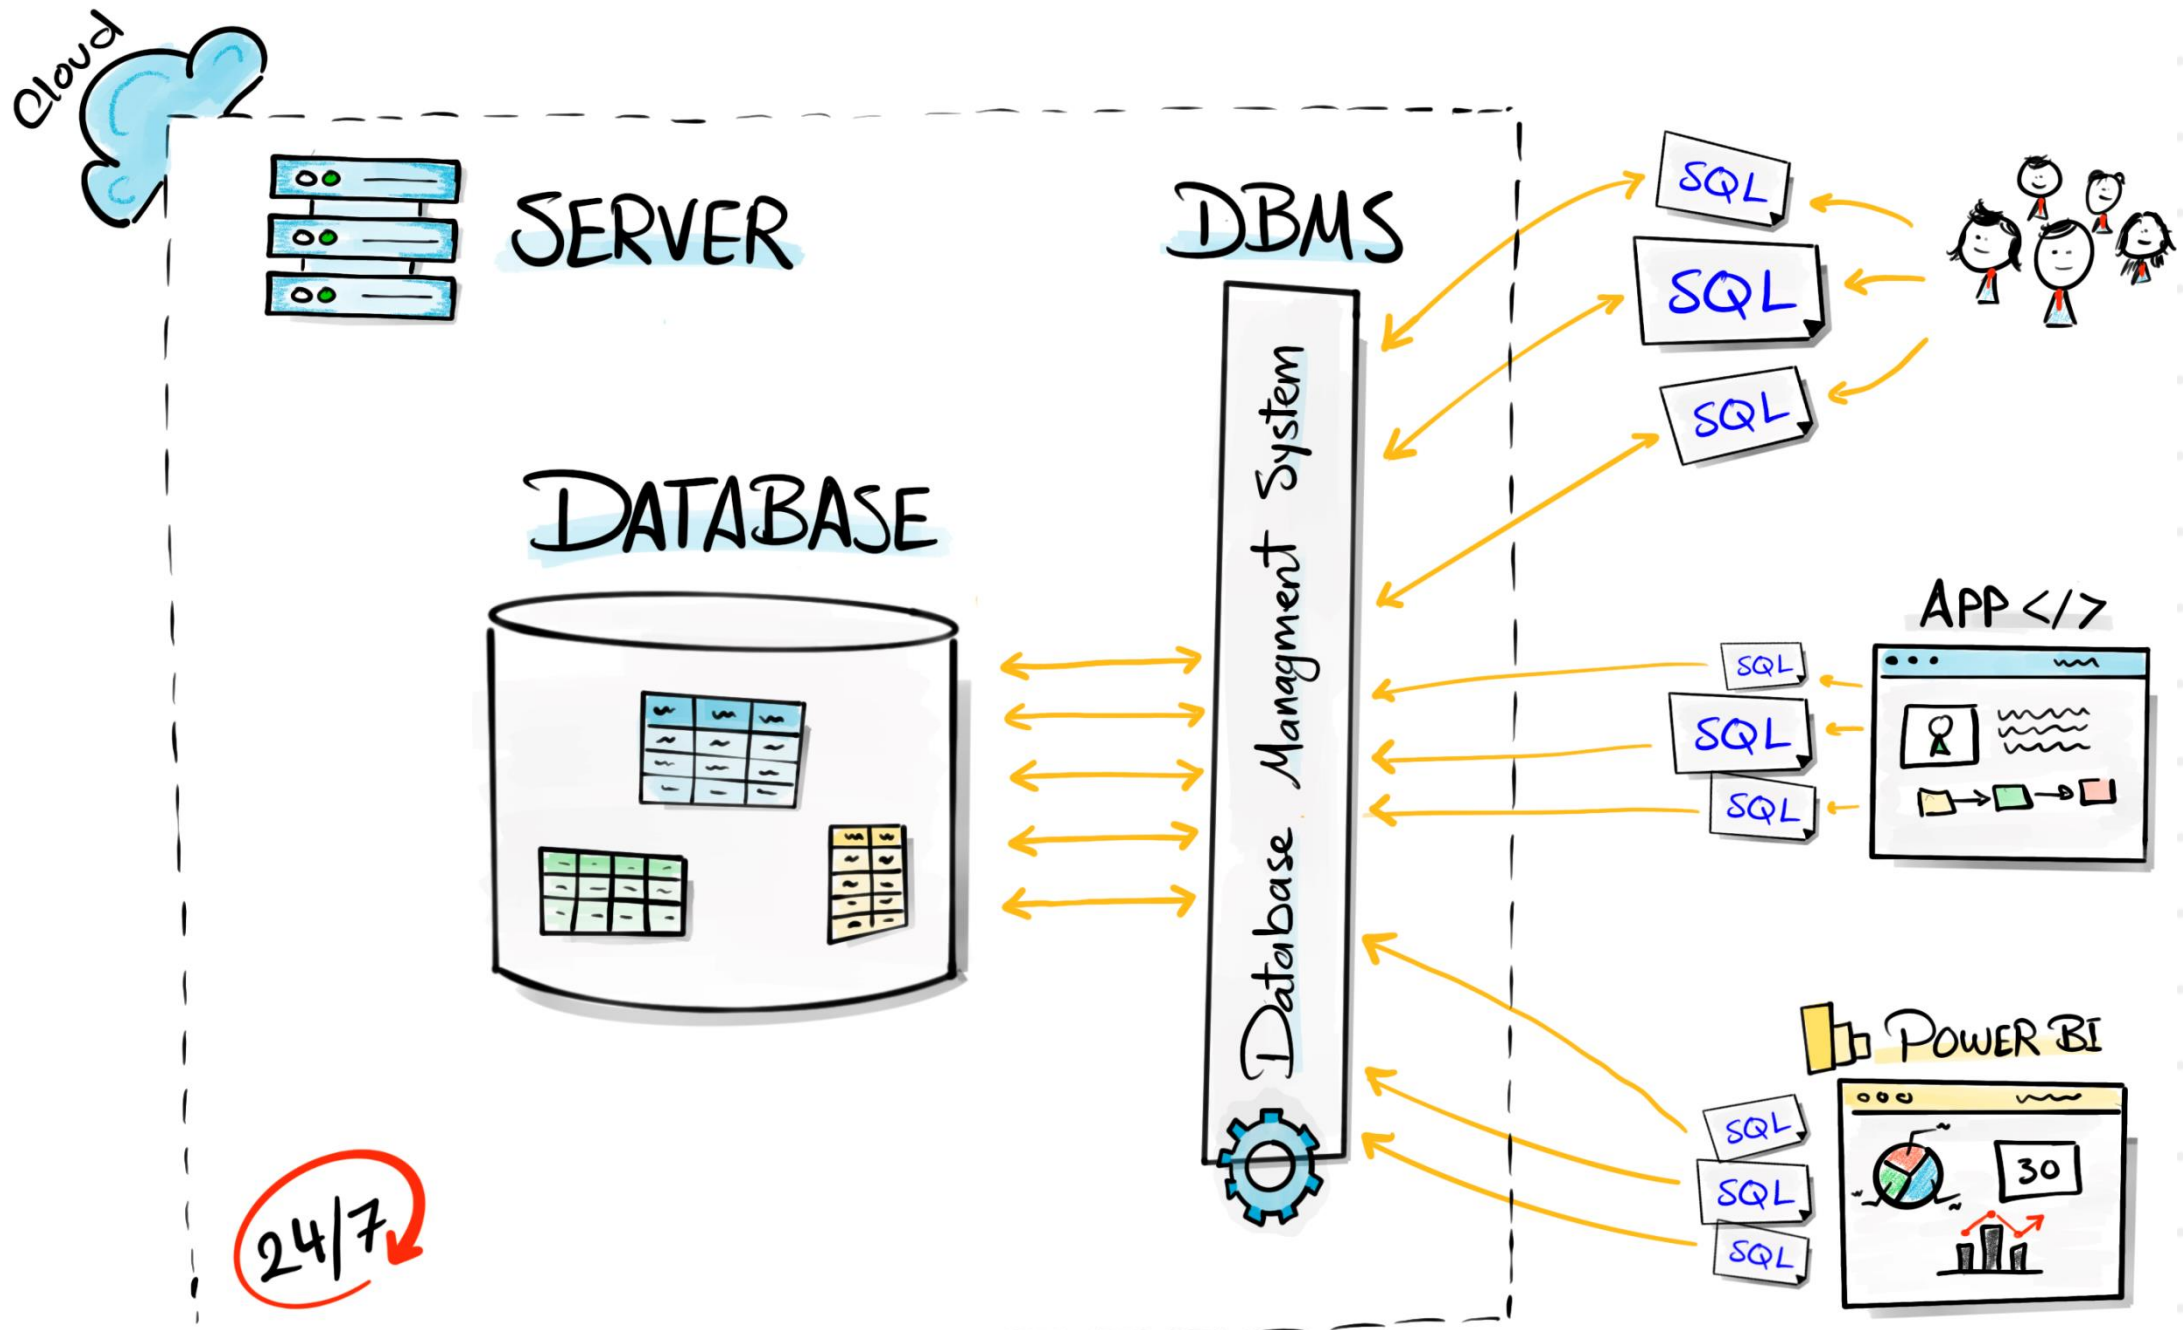 Cloud
SERVER
DBMS
DATABASE
Database Managment System
24/7
SQL
SQL
SQL
APP </>
SQL
SQL
SQL
POWER BI
30
SQL
SQL
SQL